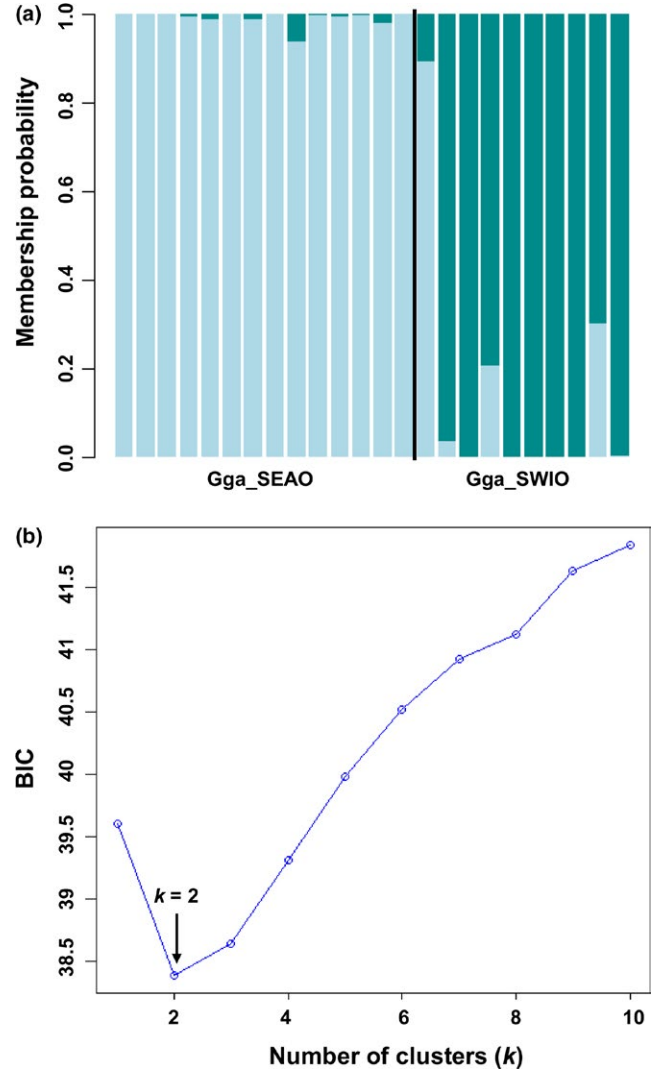 (a)
Membership probability
1.0
0.8
0.6
0.4
0.2
0.0
Gga_SEAO Gga_SWIO
(b)
BIC
41.5
41
40.5
40
39.5
39
38.5
k = 2
2 4 6 8 10
Number of clusters (k)